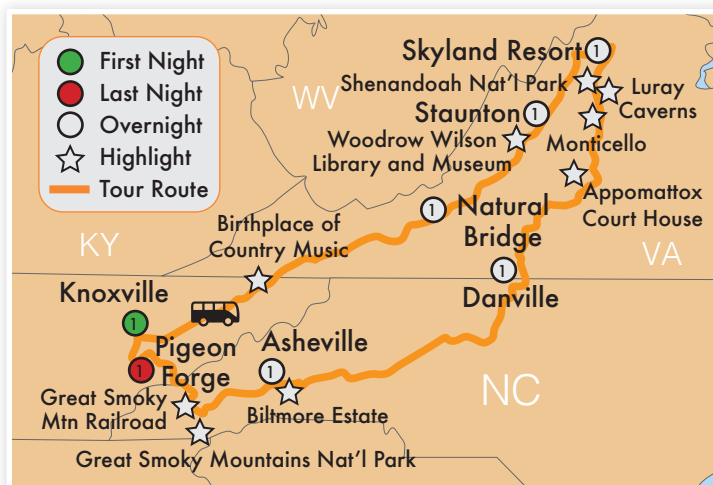 First Night
Last Night
1
Overnight
Highlight
Tour Route
WV
KY
VA
NC
Skyland Resort
1
Shenandoah Nat'l Park
Luray
Caverns
Staunton
1
Woodrow Wilson
Library and Museum
Monticello
Appomattox
Court House
1
Natural
Bridge
Birthplace of
Country Music
1
Danville
Knoxville
1
Pigeon
Forge
1
Asheville
1
Great Smoky
Mtn Railroad
Biltmore Estate
Great Smoky Mountains Nat'l Park